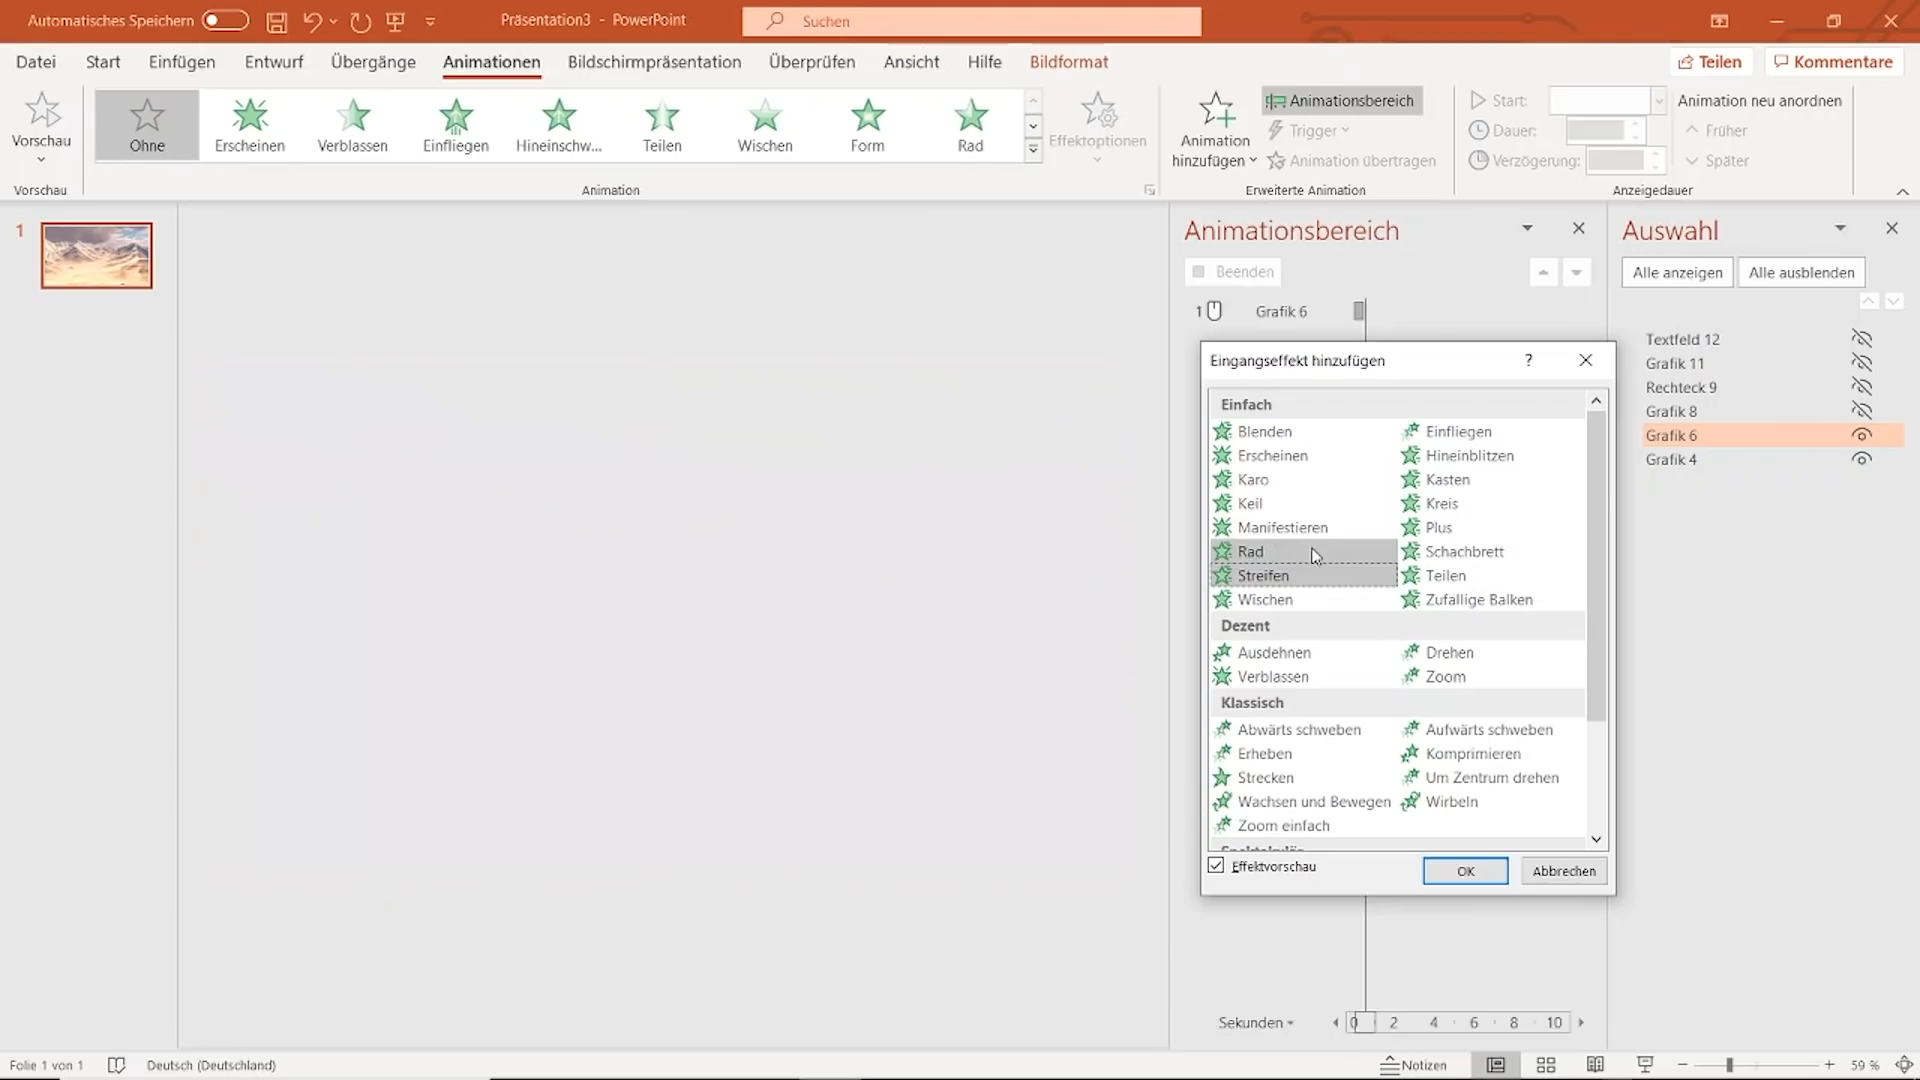 Automatisches Speichern
Präsentation3 - PowerPoint
Suchen
Datei Start Einfügen Entwurf Übergänge Animationen Bildschirmpräsentation Überprüfen Ansicht Hilfe Bildformat
Teilen Kommentare
Vorschau
Ohne Erscheinen Verblassen Einfliegen Hineinschw... Teilen Wischen Form Rad
Effektoptionen
Animation
hinzufügen
Animationsbereich
Trigger
Animation übertragen
Start:
Dauer:
Verzögerung:
Animation neu anordnen
Früher
Später
Vorschau
Animation
Erweiterte Animation
Anzeigedauer
1
Animationsbereich
Beenden
1 Grafik 6
Auswahl
Alle anzeigen Alle ausblenden
Textfeld 12
Grafik 11
Rechteck 9
Grafik 8
Grafik 6
Grafik 4
Eingangseffekt hinzufügen ?
Einfach
Blenden Einfliegen
Erscheinen Hineinblitzen
Karo Kasten
Keil Kreis
Manifestieren Plus
Rad Schachbrett
Streifen Teilen
Wischen Zufallige Balken
Dezent
Ausdehnen Drehen
Verblassen Zoom
Klassisch
Abwärts schweben Aufwärts schweben
Erheben Komprimieren
Strecken Um Zentrum drehen
Wachsen und Bewegen Wirbeln
Zoom einfach
Effektvorschau
OK Abbrechen
Sekunden 0 2 4 6 8 10
Folie 1 von 1 Deutsch (Deutschland)
Notizen
59 %